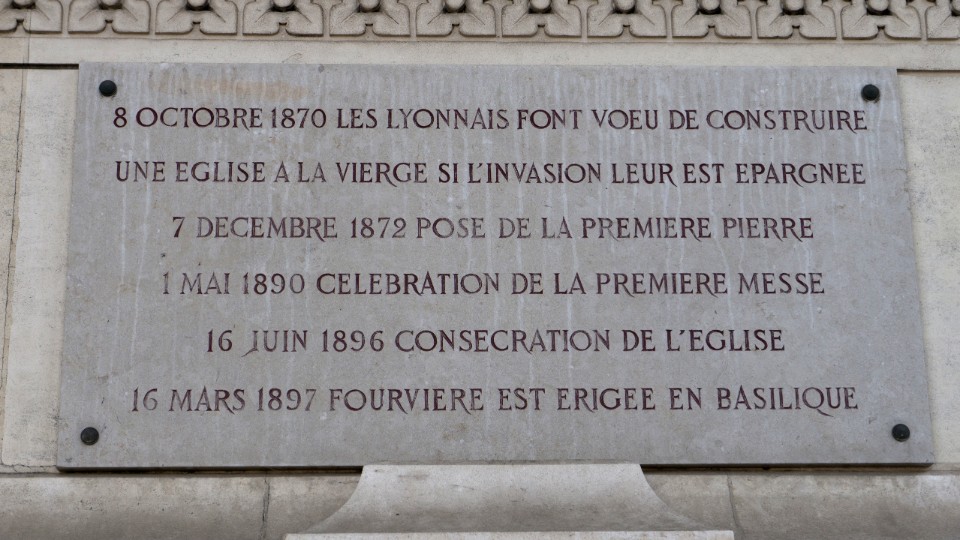 8 OCTOBRE 1870 LES LYONNAIS FONT VOEU DE CONSTRUIRE
UNE EGLISE A LA VIERGE SI L'INVASION LEUR EST EPARGNEE
7 DECEMBRE 1872 POSE DE LA PREMIERE PIERRE
1 MAI 1890 CELEBRATION DE LA PREMIERE MESSE
16 JUIN 1896 CONSECRATION DE L'EGLISE
16 MARS 1897 FOURVIERE EST ERIGEE EN BASILIQUE